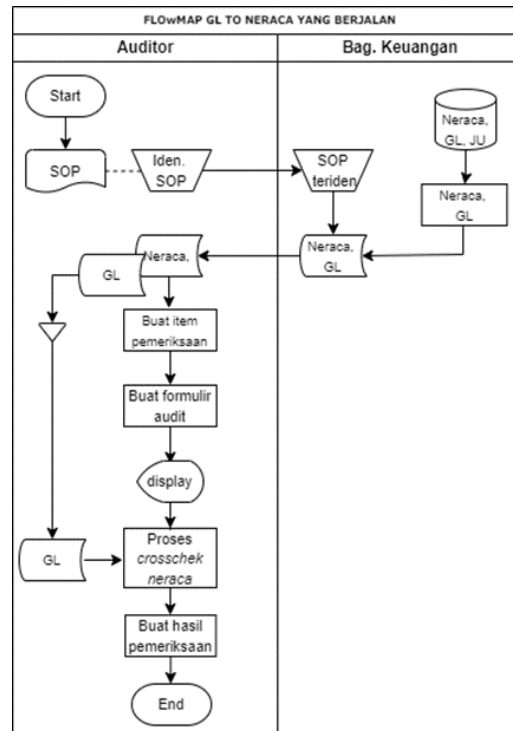 FLOwMAP GL TO NERACA YANG BERJALAN
Auditor
Bag. Keuangan
Start
SOP
Iden.
SOP
SOP
teriden
Neraca,
GL, JU
Neraca,
GL
Neraca,
GL
Neraca,
GL
Buat item
pemeriksaan
Buat formulir
audit
display
GL
Proses
crosschek
neraca
Buat hasil
pemeriksaan
End